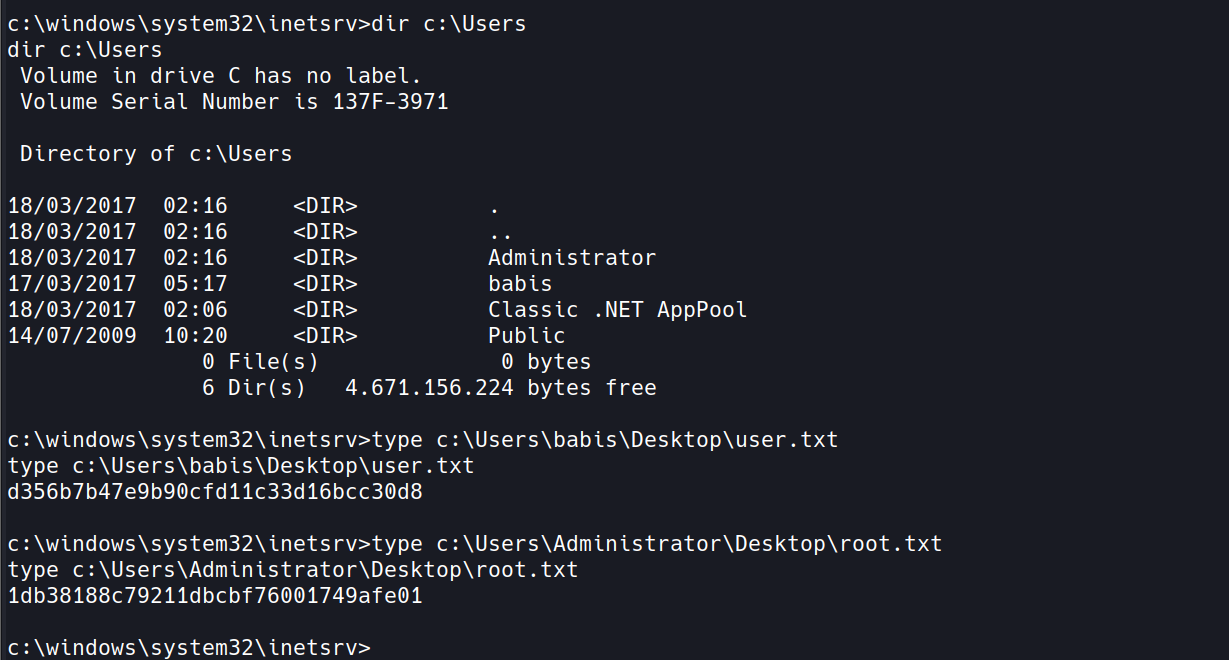 c:\windows\system32\inetsrv>dir c:\Users
dir c:\Users
 Volume in drive C has no label.
 Volume Serial Number is 137F-3971

 Directory of c:\Users

18/03/2017  02:16     <DIR>          .
18/03/2017  02:16     <DIR>          ..
18/03/2017  02:16     <DIR>          Administrator
17/03/2017  05:17     <DIR>          babis
18/03/2017  02:06     <DIR>          Classic .NET AppPool
14/07/2009  10:20     <DIR>          Public
               0 File(s)              0 bytes
               6 Dir(s)   4.671.156.224 bytes free

c:\windows\system32\inetsrv>type c:\Users\babis\Desktop\user.txt
type c:\Users\babis\Desktop\user.txt
d356b7b47e9b90cfd11c33d16bcc30d8

c:\windows\system32\inetsrv>type c:\Users\Administrator\Desktop\root.txt
type c:\Users\Administrator\Desktop\root.txt
1db38188c79211dbcbf76001749afe01

c:\windows\system32\inetsrv>